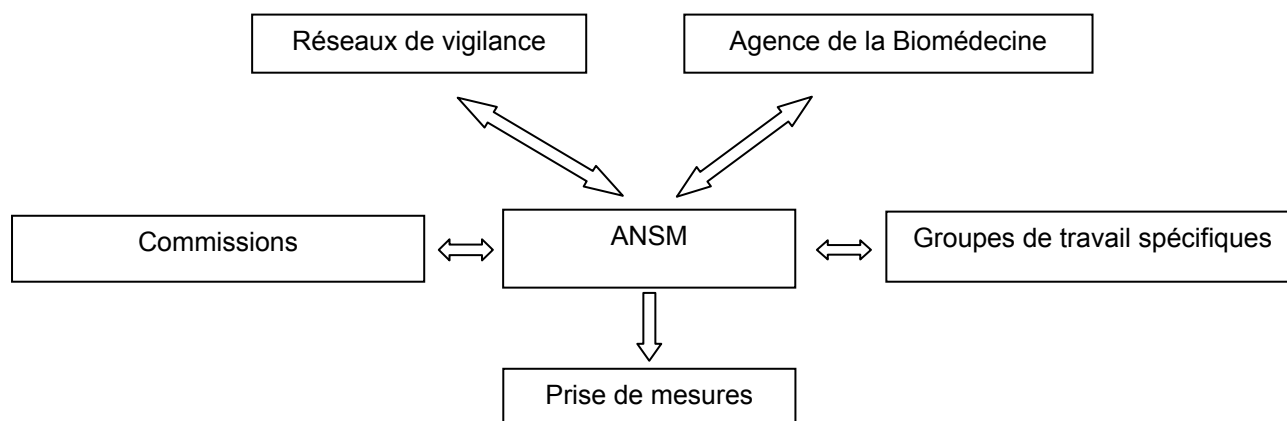 Réseaux de vigilance
Agence de la Biomédecine
Commissions
ANSM
Groupes de travail spécifiques
Prise de mesures